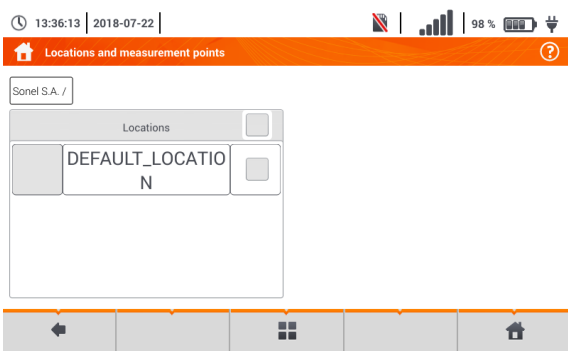 13:36:13 2018-07-22 98 %
Locations and measurement points
Sonel S.A. /
Locations
DEFAULT_LOCATIO
N